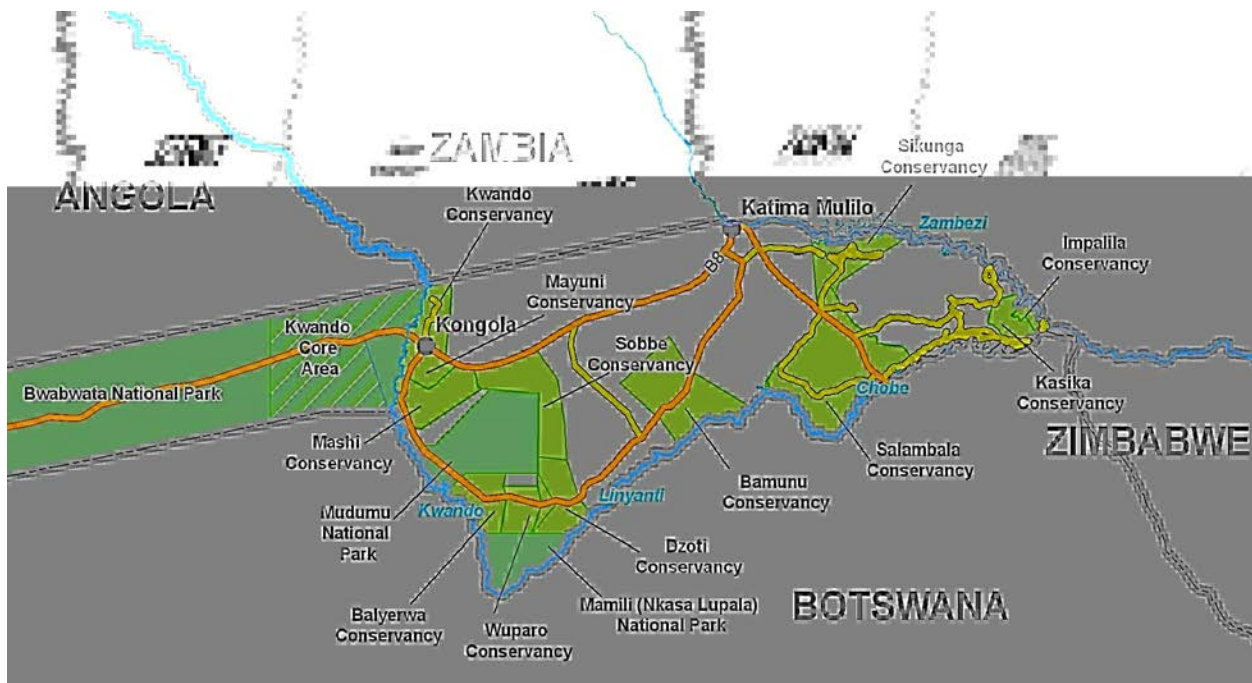 ZAMBIA
Sikunga
Conservancy
ANGOLA
Kwando
Conservancy
Katima Mulilo
Zambezi
Impalila
Conservancy
B8
Mayuni
Conservancy
Kongola
Kwando
Core
Area
Sobbe
Conservancy
Bwabwata National Park
Chobe
Kasika
Conservancy
Mashi
Conservancy
Salambala
Conservancy
ZIMBABWE
Bamunu
Conservancy
Linyanti
Kwando
Mudumu
National
Park
Dzoti
Conservancy
Mamili (Nkasa Lupala)
National Park
BOTSWANA
Balyerwa
Conservancy
Wuparo
Conservancy